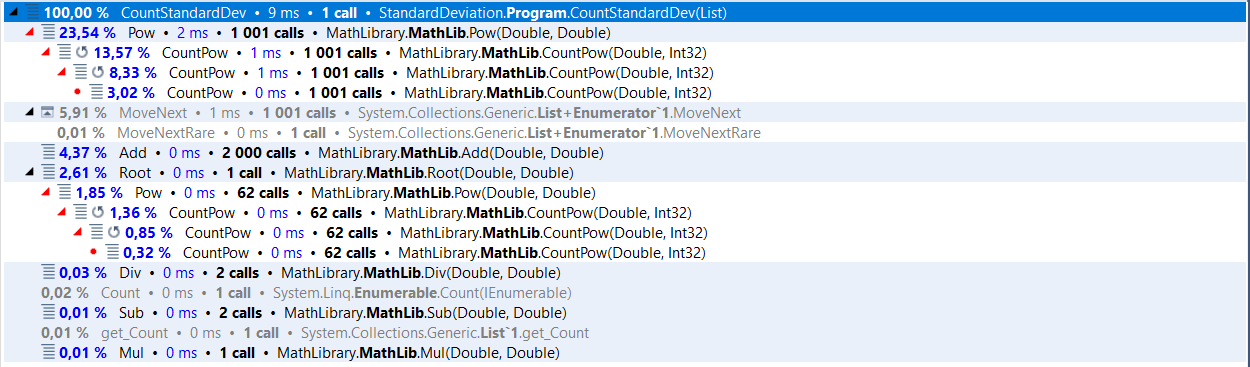 100,00 % CountStandardDev • 9 ms • 1 call • StandardDeviation.Program.CountStandardDev(List)
23,54 % Pow • 2 ms • 1 001 calls • MathLibrary.MathLib.Pow(Double, Double)
13,57 % CountPow • 1 ms • 1 001 calls • MathLibrary.MathLib.CountPow(Double, Int32)
8,33 % CountPow • 1 ms • 1 001 calls • MathLibrary.MathLib.CountPow(Double, Int32)
3,02 % CountPow • 0 ms • 1 001 calls • MathLibrary.MathLib.CountPow(Double, Int32)
5,91 % MoveNext • 1 ms • 1 001 calls • System.Collections.Generic.List+Enumerator`1.MoveNext
0,01 % MoveNextRare • 0 ms • 1 call • System.Collections.Generic.List+Enumerator`1.MoveNextRare
4,37 % Add • 0 ms • 2 000 calls • MathLibrary.MathLib.Add(Double, Double)
2,61 % Root • 0 ms • 1 call • MathLibrary.MathLib.Root(Double, Double)
1,85 % Pow • 0 ms • 62 calls • MathLibrary.MathLib.Pow(Double, Double)
1,36 % CountPow • 0 ms • 62 calls • MathLibrary.MathLib.CountPow(Double, Int32)
0,85 % CountPow • 0 ms • 62 calls • MathLibrary.MathLib.CountPow(Double, Int32)
0,32 % CountPow • 0 ms • 62 calls • MathLibrary.MathLib.CountPow(Double, Int32)
0,03 % Div • 0 ms • 2 calls • MathLibrary.MathLib.Div(Double, Double)
0,02 % Count • 0 ms • 1 call • System.Linq.Enumerable.Count(IEnumerable)
0,01 % Sub • 0 ms • 2 calls • MathLibrary.MathLib.Sub(Double, Double)
0,01 % get_Count • 0 ms • 1 call • System.Collections.Generic.List`1.get_Count
0,01 % Mul • 0 ms • 1 call • MathLibrary.MathLib.Mul(Double, Double)